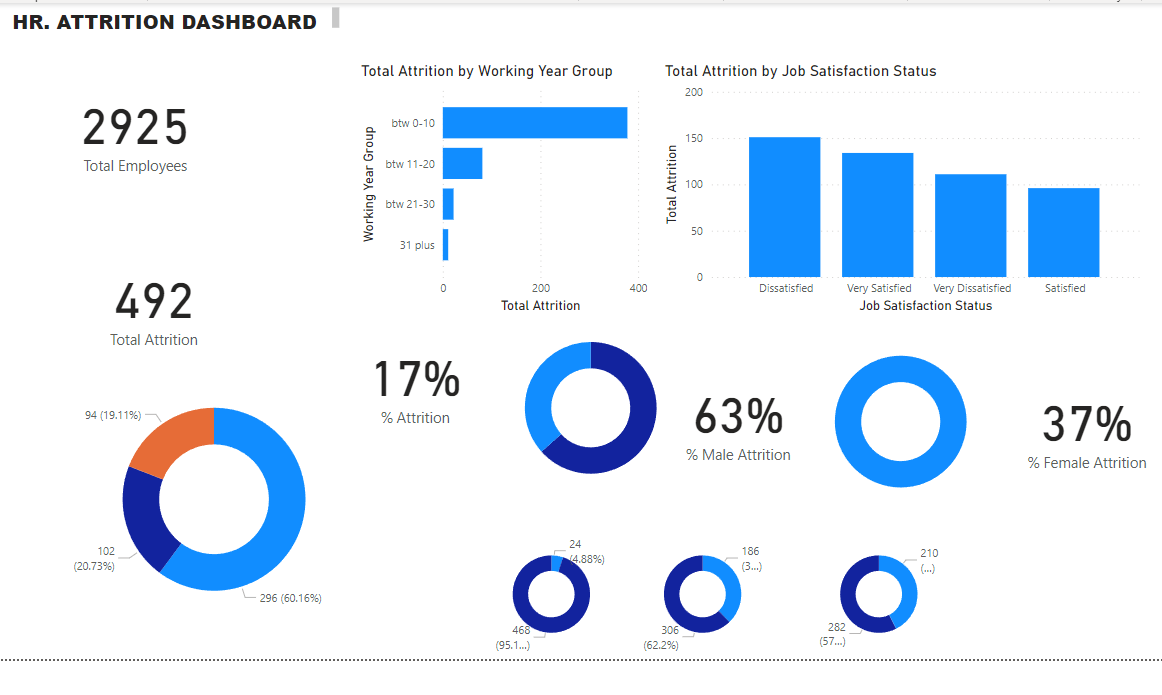 HR. ATTRITION DASHBOARD
2925
Total Employees
492
Total Attrition
94 (19.11%)
102
(20.73%)
296 (60.16%)
Total Attrition by Working Year Group
Working Year Group
btw 0-10
btw 11-20
btw 21-30
31 plus
0
200
400
Total Attrition
Total Attrition by Job Satisfaction Status
Total Attrition
200
150
100
50
0
Dissatisfied
Very Satisfied
Very Dissatisfied
Satisfied
Job Satisfaction Status
17%
% Attrition
63%
% Male Attrition
37%
% Female Attrition
24
(4.88%)
468
(95.1...)
186
(3...)
306
(62.2%)
210
(...)
282
(57...)